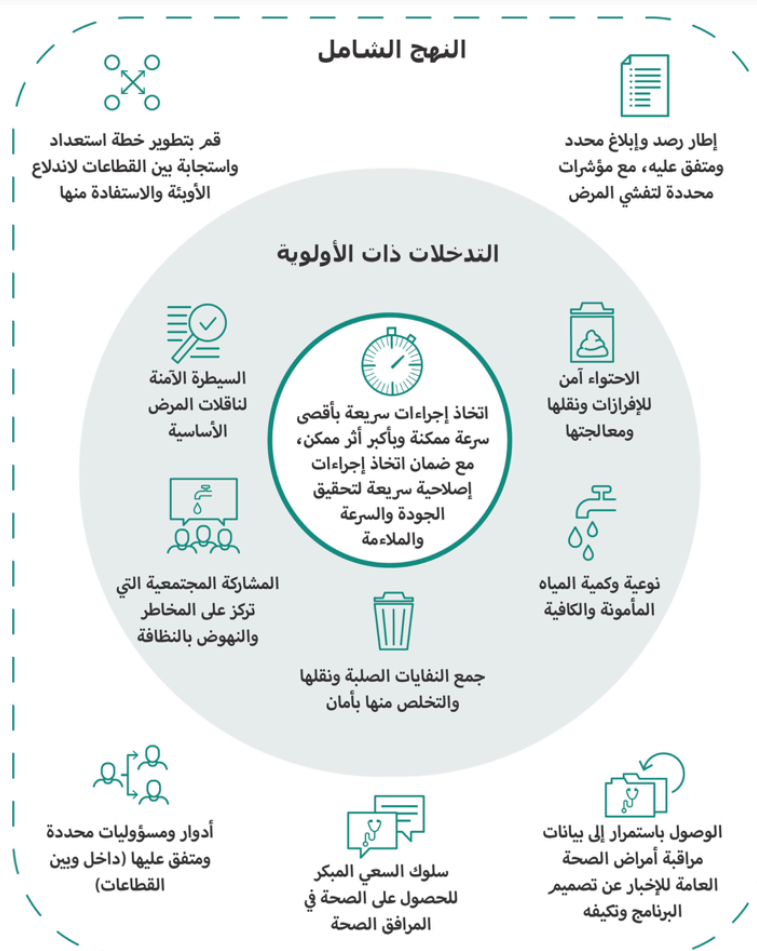 النهج الشامل
إطار رصد وإبلاغ محدد
ومتفق عليه، مع مؤشرات
محددة لتفشي المرض
قم بتطوير خطة استعداد
واستجابة بين القطاعات لاندلاع
الأوبئة والاستفادة منها
التدخلات ذات الأولوية
الاحتواء آمن
للإفرازات ونقلها
ومعالجتها
السيطرة الآمنة
لناقلات المرض
الأساسية
اتخاذ إجراءات سريعة بأقصى
سرعة ممكنة وبأكبر أثر ممكن،
مع ضمان اتخاذ إجراءات
إصلاحية سريعة لتحقيق
الجودة والسرعة
والملاءمة
نوعية وكمية المياه
المأمونة والكافية
المشاركة المجتمعية التي
تركز على المخاطر
والنهوض بالنظافة
جمع النفايات الصلبة ونقلها
والتخلص منها بأمان
الوصول باستمرار إلى بيانات
مراقبة أمراض الصحة
العامة للإخبار عن تصميم
البرنامج وتكيفه
سلوك السعي المبكر
للحصول على الصحة في
المرافق الصحة
أدوار ومسؤوليات محددة
ومتفق عليها (داخل وبين
القطاعات)